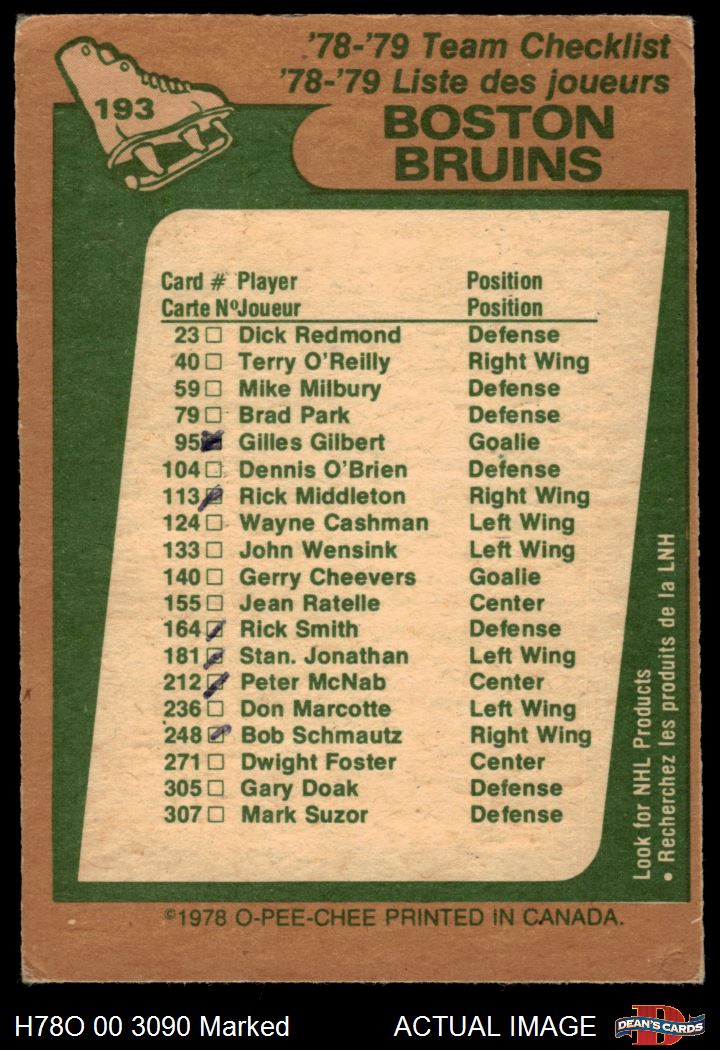 '78-'79 Team Checklist
'78-'79 Liste des joueurs
193
BOSTON
BRUINS
Card # Player Position
Carte Nº Joueur Position
23 Dick Redmond Defense
40 Terry O'Reilly Right Wing
59 Mike Milbury Defense
79 Brad Park Defense
95 Gilles Gilbert Goalie
104 Dennis O'Brien Defense
113 Rick Middleton Right Wing
124 Wayne Cashman Left Wing
133 John Wensink Left Wing
140 Gerry Cheevers Goalie
155 Jean Ratelle Center
164 Rick Smith Defense
181 Stan. Jonathan Left Wing
212 Peter McNab Center
236 Don Marcotte Left Wing
248 Bob Schmautz Right Wing
271 Dwight Foster Center
305 Gary Doak Defense
307 Mark Suzor Defense
Look for NHL Products
• Recherchez les produits de la LNH
©1978 O-PEE-CHEE PRINTED IN CANADA.
H78O 00 3090 Marked ACTUAL IMAGE
D
DEAN'S CARDS